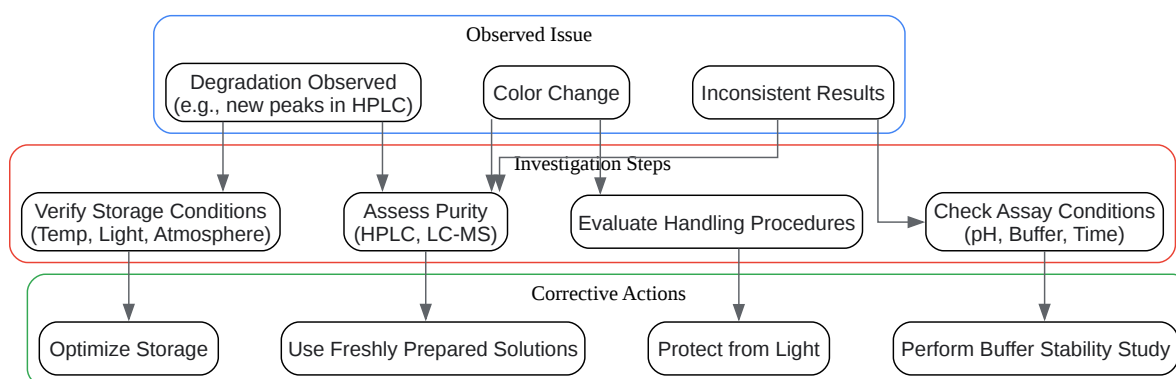 Observed Issue
Degradation Observed
(e.g., new peaks in HPLC)
Color Change
Inconsistent Results
Investigation Steps
Verify Storage Conditions
(Temp, Light, Atmosphere)
Assess Purity
(HPLC, LC-MS)
Evaluate Handling Procedures
Check Assay Conditions
(pH, Buffer, Time)
Corrective Actions
Optimize Storage
Use Freshly Prepared Solutions
Protect from Light
Perform Buffer Stability Study